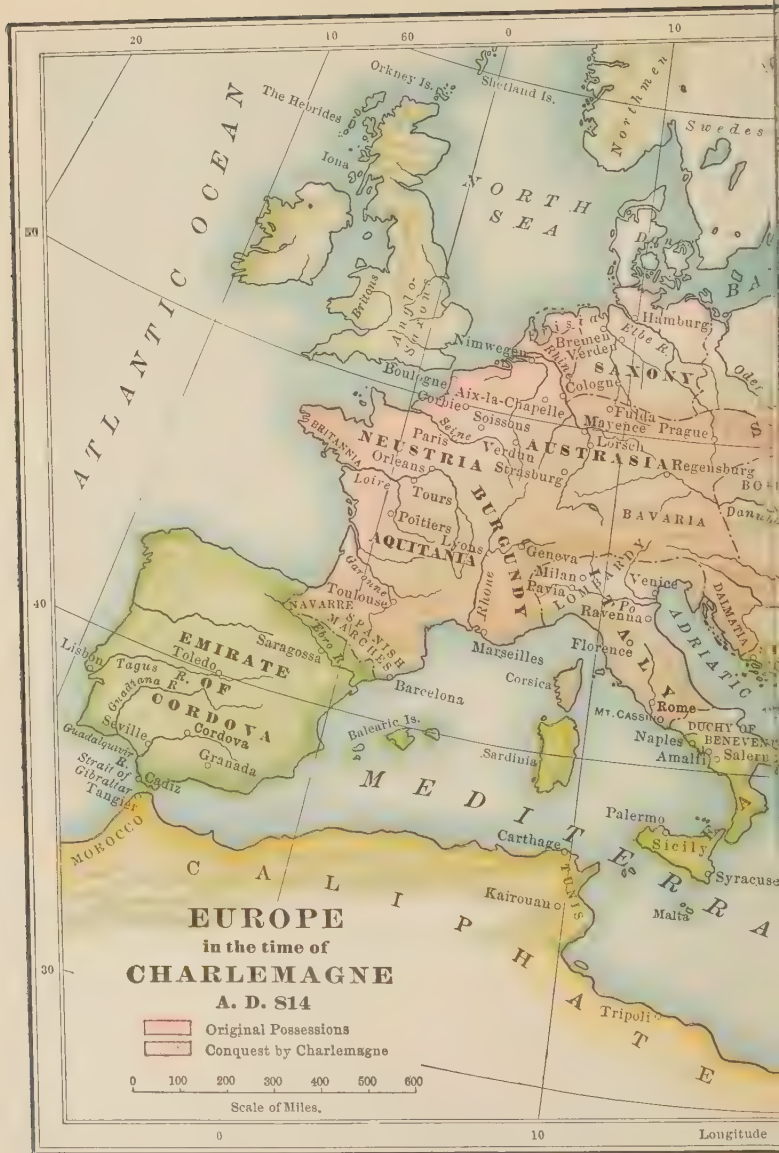 20
10
60
0
10
Orkney Is.
Shetland Is.
The Hebrides
Iona
Northmen
Swedes
ATLANTIC OCEAN
NORTH
SEA
50
Britons
Anglo-
Saxons
BA
Hamburg
Bremen
Elbe R.
Verden
Oder
Nimwegen
Rhine
SAXONY
Boulogne
Cologne
Aix-la-Chapelle
Corbie
Soissons
Fulda
Mayence
Prague
Seine
Paris
Verdun
Lorsch
BRITANNIA
NEUSTRIA
AUSTRASIA
Regensburg
Orleans
Strasburg
BO
Loire
Tours
BURGUNDY
BAVARIA
Poitiers
Lyons
AQUITANIA
Geneva
Milan
LOMBARDY
Venice
Pavia
Garonne
Toulouse
Rhone
ITALY
Po
Ravenna
DALMATIA
40
NAVARRE
SPANISH
MARCHES
Ebro R.
Saragossa
Marseilles
Florence
ADRIATIC
EMIRATE
OF
CORDOVA
Lisbon
Tagus R.
Toledo
Guadiana R.
Barcelona
Corsica
Rome
MT. CASSINO
DUCHY OF
BENEVEN
Seville
Cordova
Balearic Is.
Naples
Amalfi
Salern
Guadalquivir
R.
Granada
Sardinia
Strait of
Gibraltar
Cadiz
Tangier
MEDITERRA
Palermo
MOROCCO
Carthage
Sicily
Syracuse
CALIPHATE
TUNIS
Kairouan
Malta
EUROPE
in the time of
CHARLEMAGNE
A. D. 814
30
Tripoli
Original Possessions
Conquest by Charlemagne
0 100 200 300 400 500 600
Scale of Miles.
0
10
Longitude